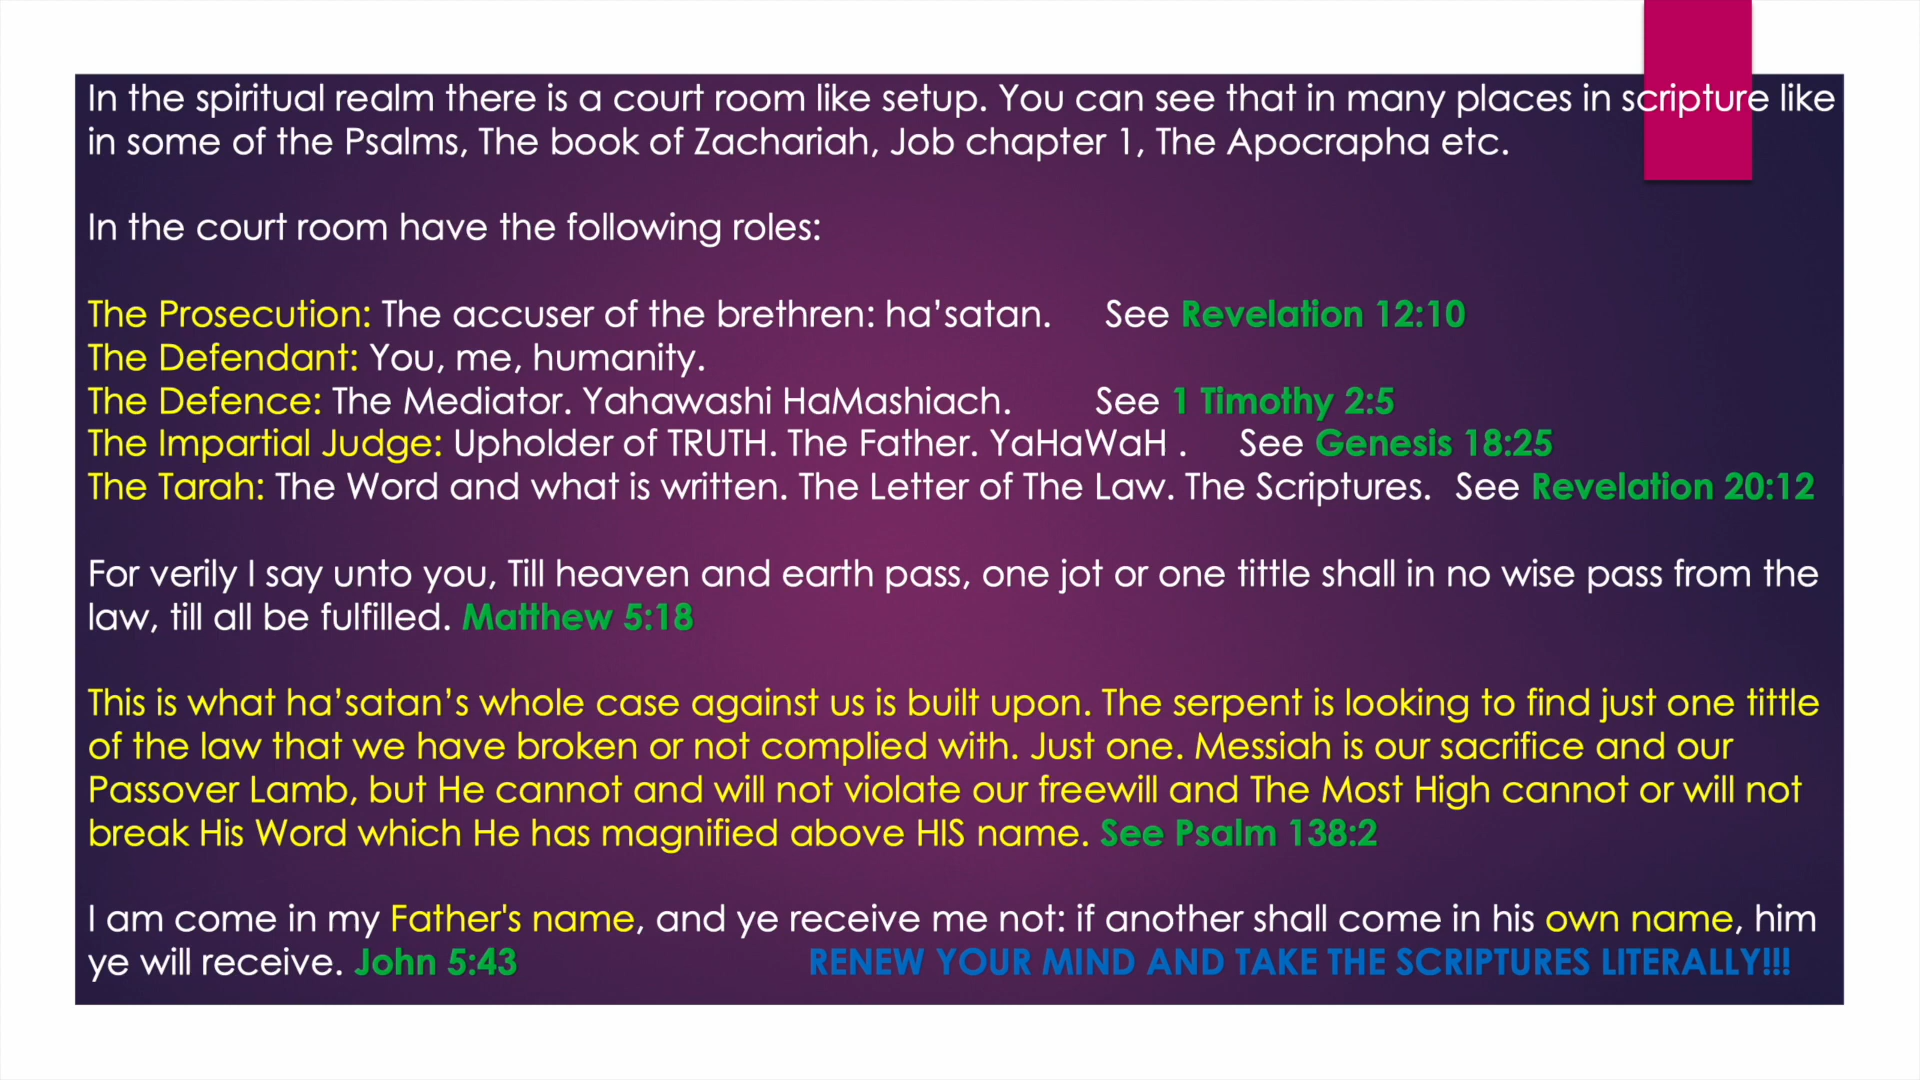 In the spiritual realm there is a court room like setup. You can see that in many places in scripture like
in some of the Psalms, The book of Zachariah, Job chapter 1, The Apocrapha etc.
In the court room have the following roles:
The Prosecution: The accuser of the brethren: ha’satan. See Revelation 12:10
The Defendant: You, me, humanity.
The Defence: The Mediator. Yahawashi HaMashiach. See 1 Timothy 2:5
The Impartial Judge: Upholder of TRUTH. The Father. YaHaWaH . See Genesis 18:25
The Tarah: The Word and what is written. The Letter of The Law. The Scriptures. See Revelation 20:12
For verily I say unto you, Till heaven and earth pass, one jot or one tittle shall in no wise pass from the
law, till all be fulfilled. Matthew 5:18
This is what ha’satan’s whole case against us is built upon. The serpent is looking to find just one tittle
of the law that we have broken or not complied with. Just one. Messiah is our sacrifice and our
Passover Lamb, but He cannot and will not violate our freewill and The Most High cannot or will not
break His Word which He has magnified above HIS name. See Psalm 138:2
I am come in my Father's name, and ye receive me not: if another shall come in his own name, him
ye will receive. John 5:43 RENEW YOUR MIND AND TAKE THE SCRIPTURES LITERALLY!!!